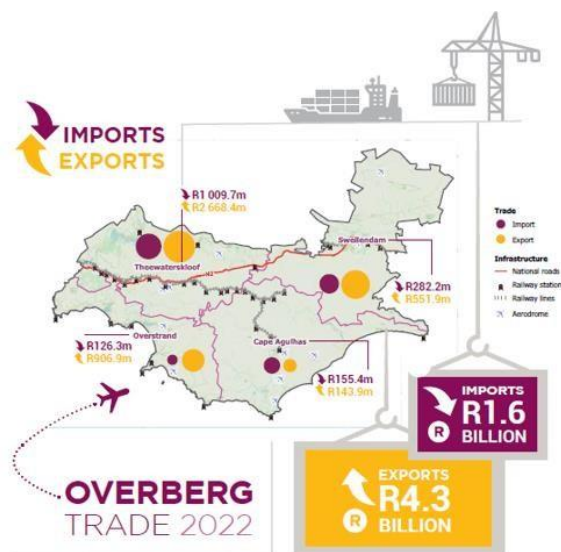 IMPORTS
EXPORTS
R1 009.7m
R2 668.4m
Theewaterskloof
N2
Swellendam
R282.2m
R551.9m
Overstrand
R126.3m
R906.9m
Cape Agulhas
R155.4m
R143.9m
Trade
Import
Export
Infrastructure
National roads
Railway station
Railway lines
Aerodrome
IMPORTS
R1.6
R
BILLION
EXPORTS
R4.3
R
BILLION
OVERBERG
TRADE 2022